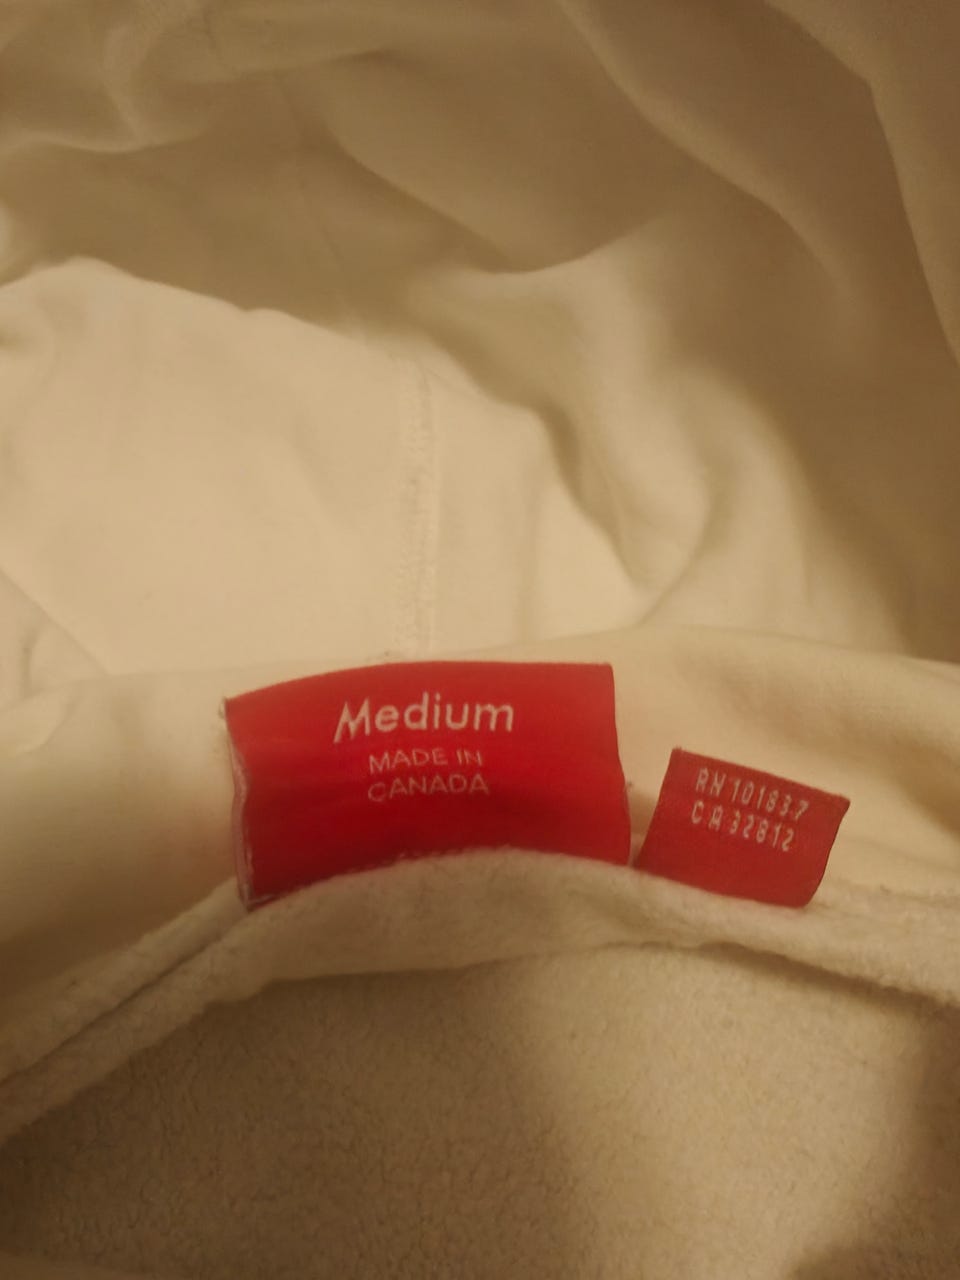 Medium
MADE IN
CANADA
RN 101837
CA 32812